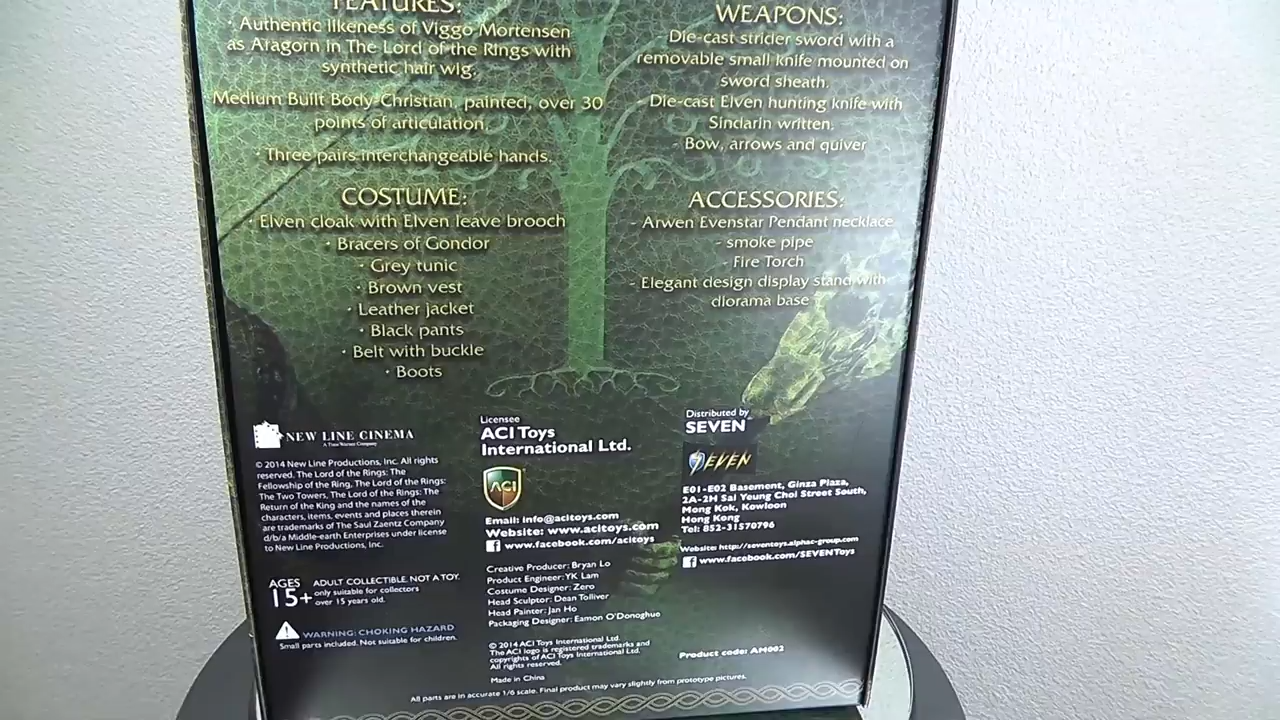 FEATURES:
· Authentic likeness of Viggo Mortensen
as Aragorn in The Lord of the Rings with
synthetic hair wig.
Medium Built Body-Christian, painted, over 30
points of articulation.
· Three pairs interchangeable hands.
COSTUME:
· Elven cloak with Elven leave brooch
· Bracers of Gondor
· Grey tunic
· Brown vest
· Leather jacket
· Black pants
· Belt with buckle
· Boots
WEAPONS:
Die-cast strider sword with a
removable small knife mounted on
sword sheath.
- Die-cast Elven hunting knife with
Sindarin written.
Bow, arrows and quiver
ACCESSORIES:
- Arwen Evenstar Pendant necklace
- smoke pipe
- Fire Torch
- Elegant design display stand with
diorama base
NEW LINE CINEMA
A Time Warner Company
© 2014 New Line Productions, Inc. All rights
reserved. The Lord of the Rings: The
Fellowship of the Ring, The Lord of the Rings:
The Two Towers, The Lord of the Rings: The
Return of the King and the names of the
characters, items, events and places therein
are trademarks of The Saul Zaentz Company
d/b/a Middle-earth Enterprises under license
to New Line Productions, Inc.
AGES
15+
ADULT COLLECTIBLE. NOT A TOY.
only suitable for collectors
over 15 years old.
WARNING: CHOKING HAZARD
Small parts included. Not suitable for children.
Licensee
ACI Toys
International Ltd.
ACI
Email: info@acitoys.com
Website: www.acitoys.com
www.facebook.com/acitoys
Creative Producer: Bryan Lo
Product Engineer: YK Lam
Costume Designer: Zero
Head Sculptor: Dean Tolliver
Head Painter: Jan Ho
Packaging Designer: Eamon O'Donoghue
© 2014 ACI Toys International Ltd.
The ACI logo is registered trademarks and
copyrights of ACI Toys International Ltd.
All rights reserved.
Made in China
Distributed by
SEVEN
SEVEN
E01-E02 Basement, Ginza Plaza,
2A-2H Sai Yeung Choi Street South,
Mong Kok, Kowloon
Hong Kong
Tel: 852-31570796
Website: http://seventoys.alphac-group.com
www.facebook.com/SEVENToys
Product code: AM002
All parts are in accurate 1/6 scale. Final product may vary slightly from prototype pictures.